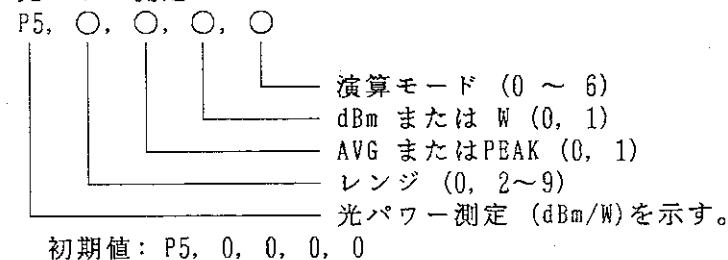 P5, ○, ○, ○, ○
演算モード (0 ～ 6)
dBm または W (0, 1)
AVG またはPEAK (0, 1)
レンジ (0, 2～9)
光パワー測定 (dBm/W)を示す。
初期値: P5, 0, 0, 0, 0